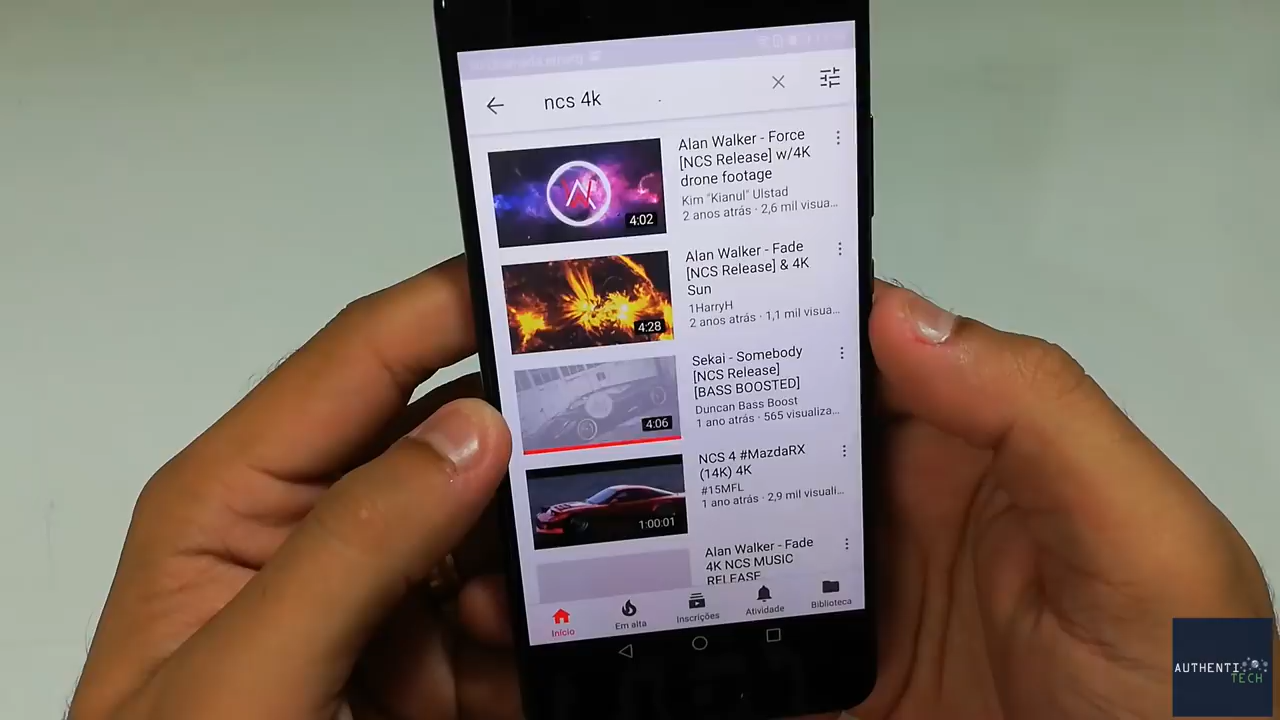 ncs 4k
Alan Walker - Force
[NCS Release] w/4K
drone footage
Kim "Kianul" Ulstad
2 anos atrás · 2,6 mil visua...
4:02
Alan Walker - Fade
[NCS Release] & 4K
Sun
1HarryH
2 anos atrás · 1,1 mil visua...
4:28
Sekai - Somebody
[NCS Release]
[BASS BOOSTED]
Duncan Bass Boost
1 ano atrás · 565 visualiza...
4:06
NCS 4 #MazdaRX
(14K) 4K
#15MFL
1 ano atrás · 2,9 mil visuali...
1:00:01
Alan Walker - Fade
4K NCS MUSIC
RELEASE
Início
Em alta
Inscrições
Atividade
Biblioteca
AUTHENTI
TECH